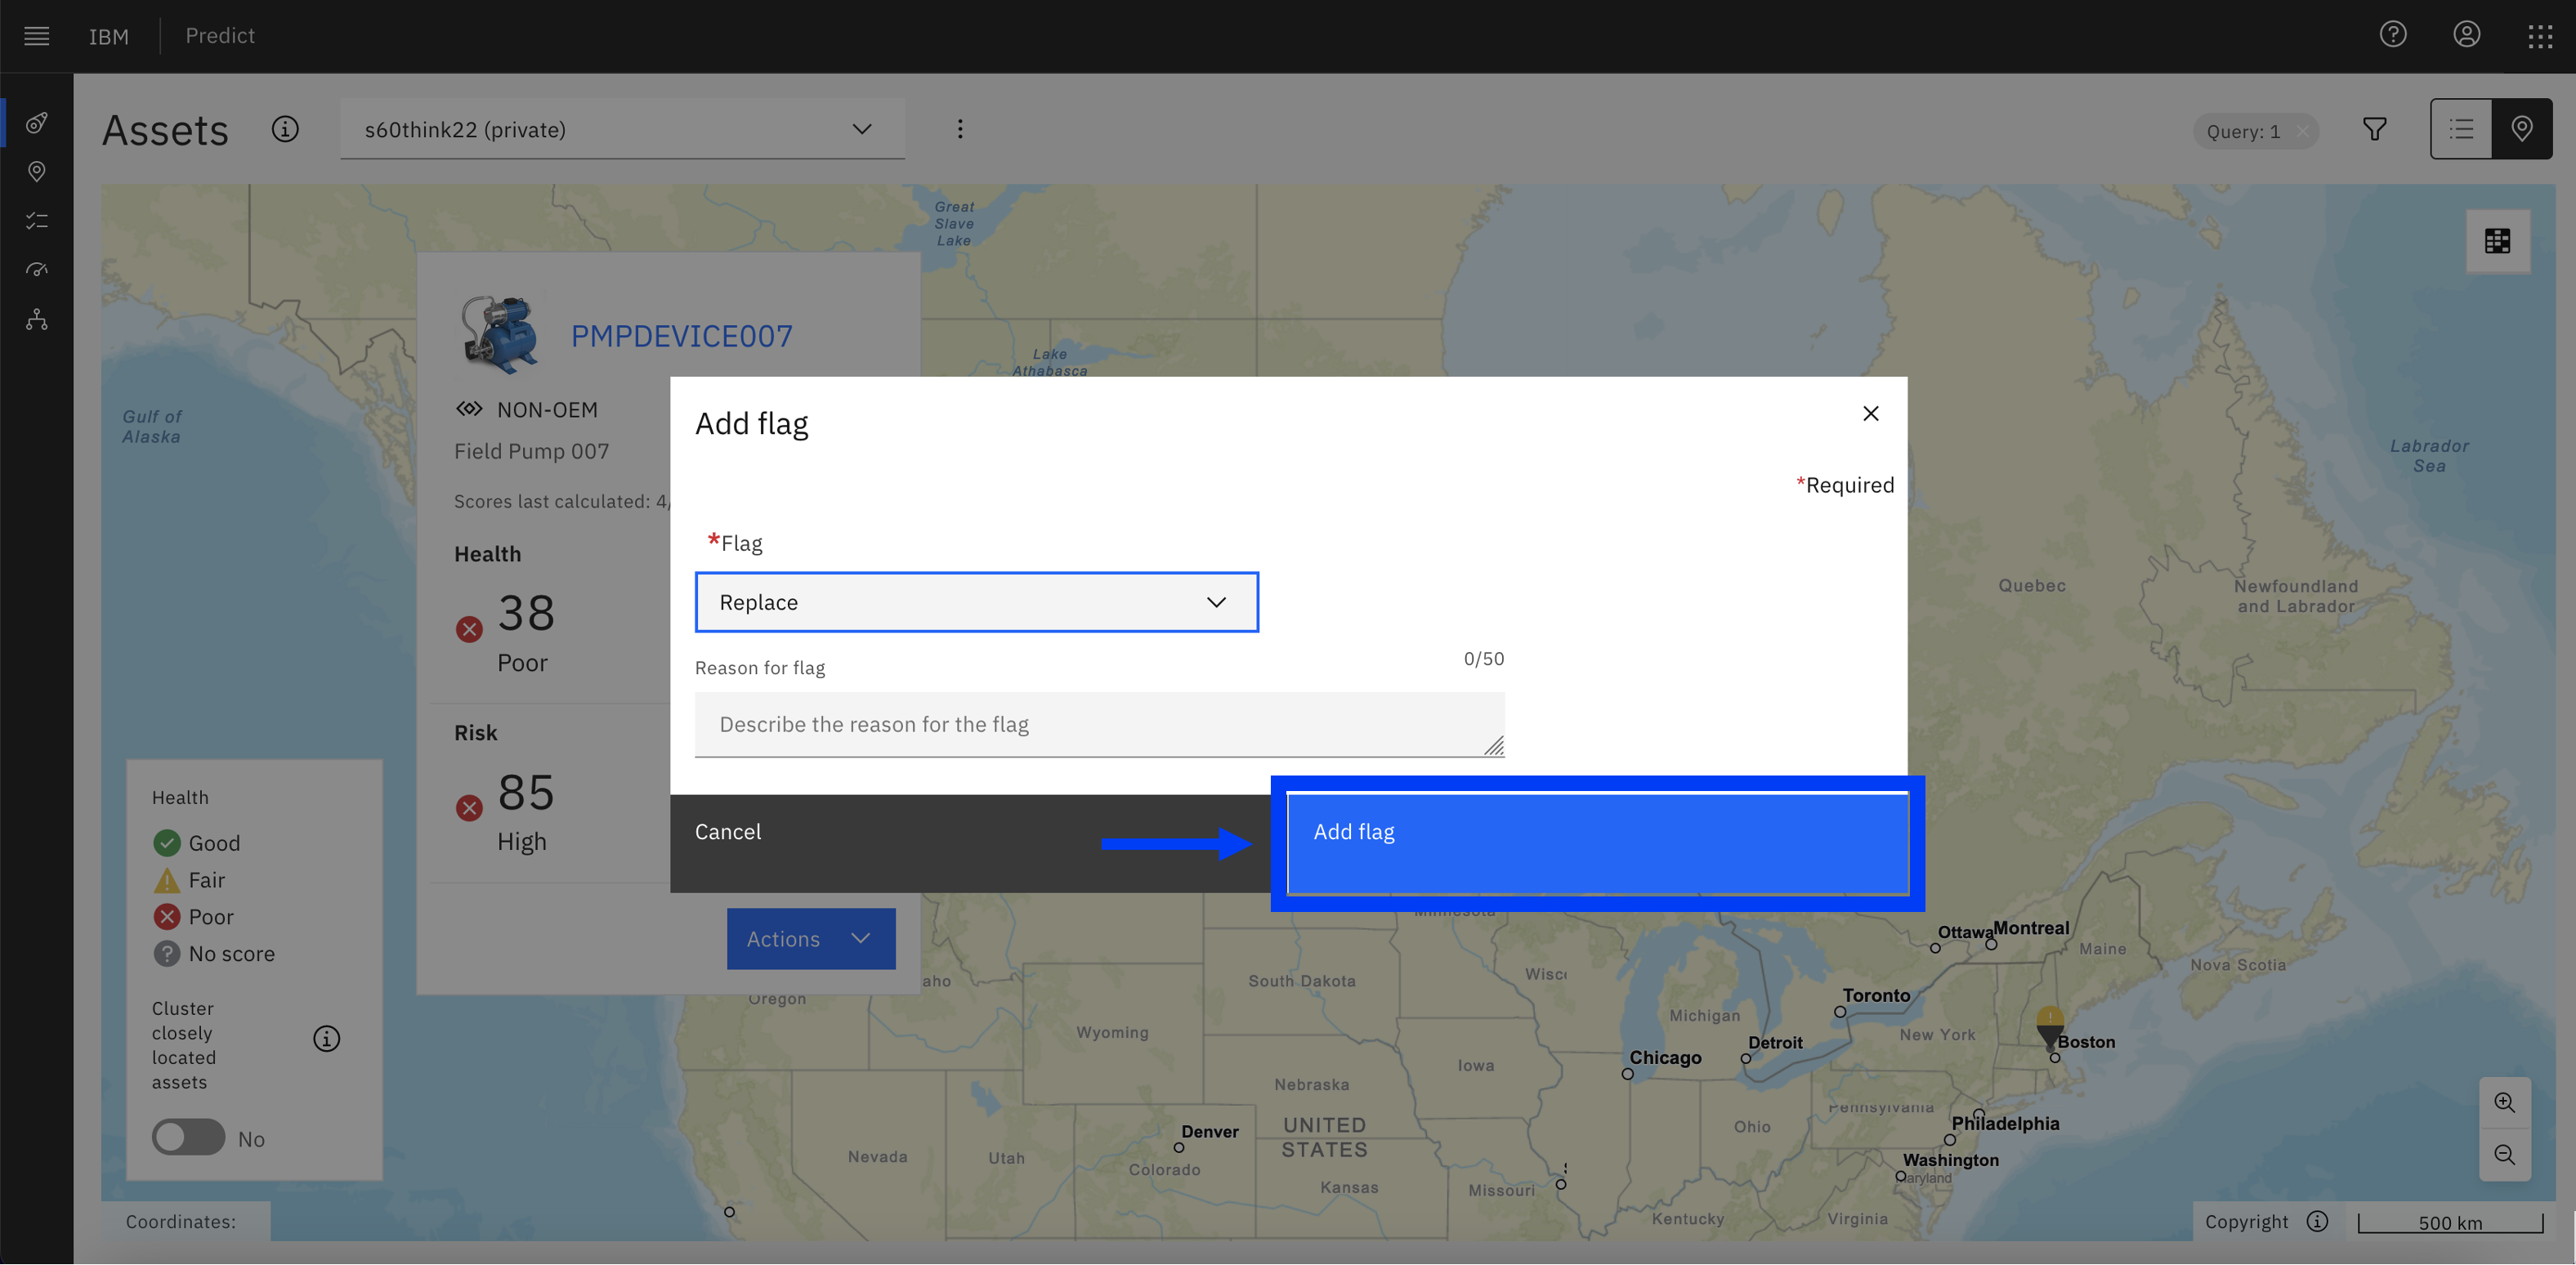 IBM
Predict
Assets
s60think22 (private)
Query: 1
Great
Slave
Lake
PMPDEVICE007
Lake
Athabasca
Gulf of
Alaska
NON-OEM
Add flag
Labrador
Sea
Field Pump 007
*Required
Scores last calculated: 4/
*Flag
Health
Quebec
Newfoundland
and Labrador
Replace
38
Poor
Reason for flag
0/50
Describe the reason for the flag
Risk
85
High
Health
Good
Fair
Poor
No score
Cancel
Add flag
Minnesota
Actions
Ottawa
Montreal
Maine
Nova Scotia
aho
South Dakota
Wisc
Oregon
Toronto
Cluster
closely
located
assets
Wyoming
Michigan
New York
Detroit
Boston
Chicago
Iowa
Nebraska
Pennsylvania
Philadelphia
UNITED
STATES
Denver
Ohio
No
Nevada
Utah
Colorado
Washington
aryland
Kansas
Missouri
Kentucky
Virginia
Coordinates:
Copyright
500 km